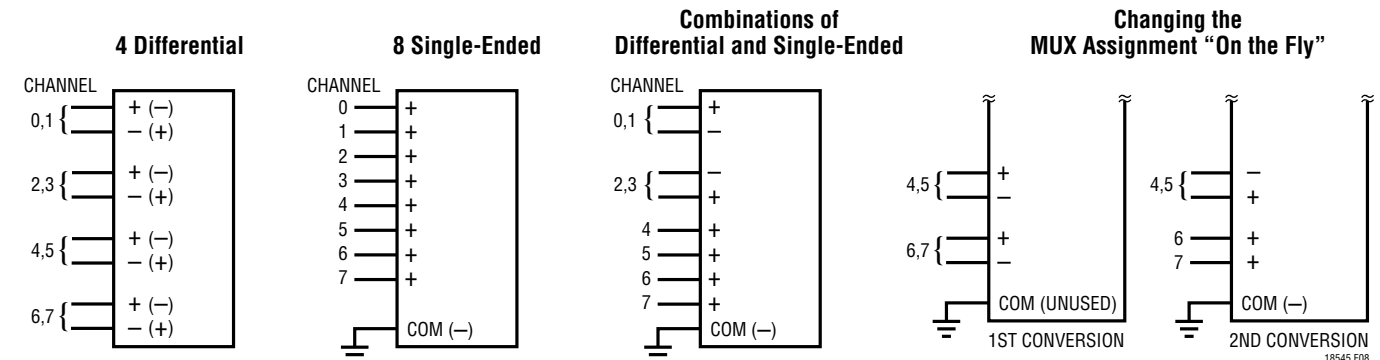 4 Differential
CHANNEL
0,1 { + (–)
– (+)
2,3 { + (–)
– (+)
4,5 { + (–)
– (+)
6,7 { + (–)
– (+)
8 Single-Ended
CHANNEL
0 +
1 +
2 +
3 +
4 +
5 +
6 +
7 +
COM (–)
Combinations of
Differential and Single-Ended
CHANNEL
0,1 { +
–
2,3 { –
+
4 +
5 +
6 +
7 +
COM (–)
Changing the
MUX Assignment “On the Fly”
4,5 { +
–
6,7 { +
–
COM (UNUSED)
1ST CONVERSION
4,5 { –
+
6 +
7 +
COM (–)
2ND CONVERSION
18545 F08